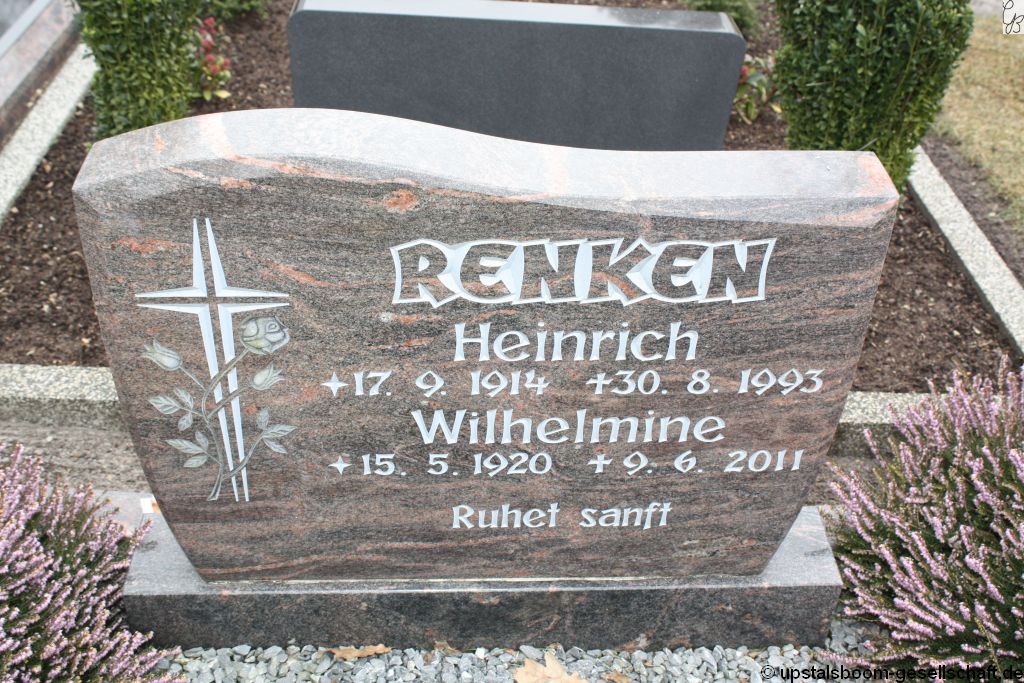 RENKEN
Heinrich
17. 9. 1914 †30. 8. 1993
Wilhelmine
15. 5. 1920 †9. 6. 2011
Ruhet sanft
© upstalsboom-gesellschaft.de